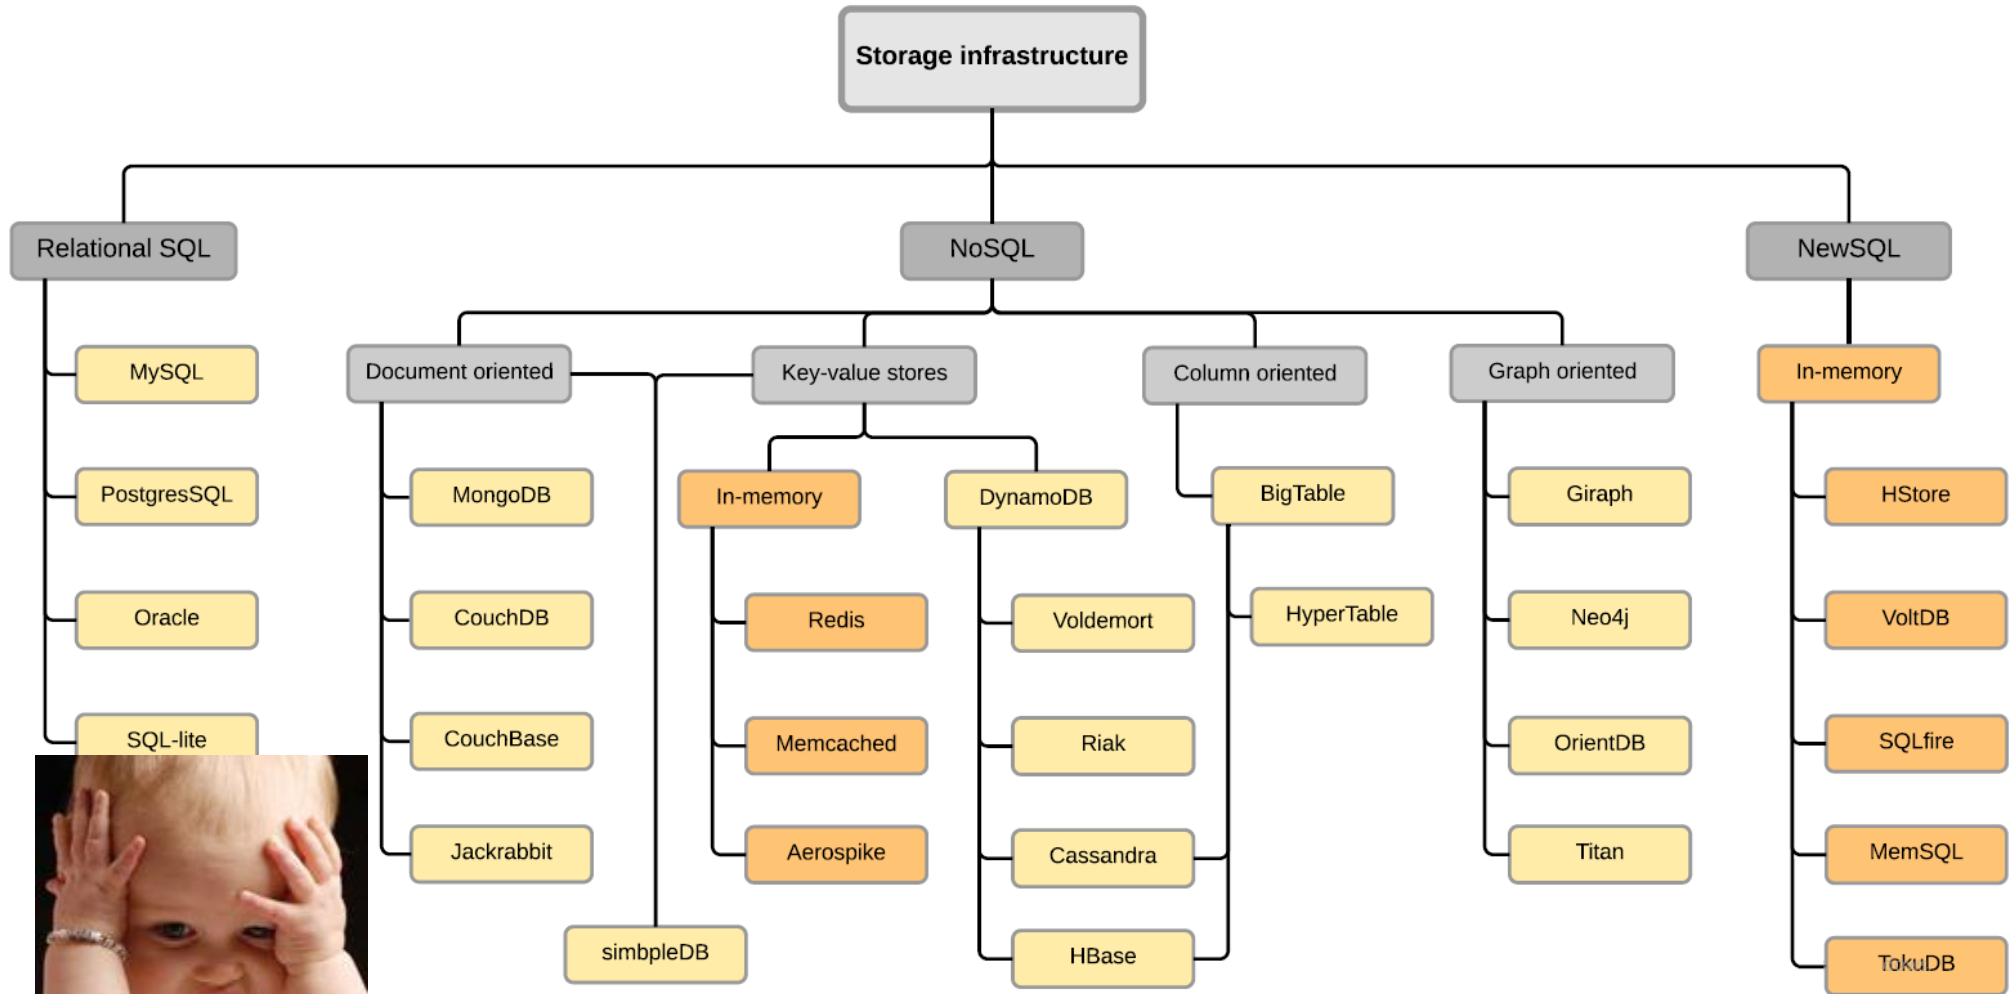 Storage infrastructure
Relational SQL
NoSQL
NewSQL
MySQL
Document oriented
Key-value stores
Column oriented
Graph oriented
In-memory
PostgresSQL
MongoDB
In-memory
DynamoDB
BigTable
Giraph
HStore
Oracle
CouchDB
Redis
Voldemort
HyperTable
Neo4j
VoltDB
SQL-lite
CouchBase
Memcached
Riak
OrientDB
SQLfire
Jackrabbit
Aerospike
Cassandra
Titan
MemSQL
simbpleDB
HBase
TokuDB